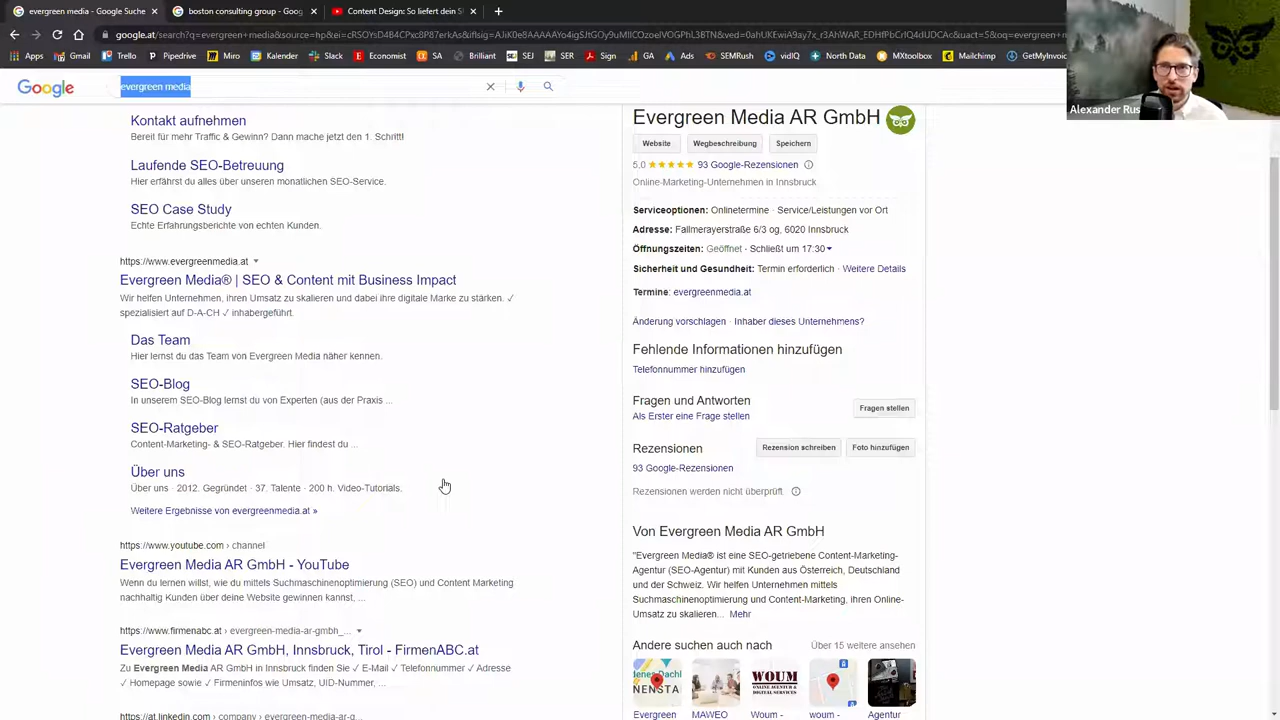 evergreen media - Google Suche
boston consulting group - Goog
Content Design: So liefert dein S
Apps
Gmail
Kalender
Drive
Toro
Pipedrive
Econtent
DS
Brilliant
SEI
SER
Sign
GA
Ads
SEMRush
vidIQ
MXtoolbox
Mailchimp
GetMyInvoic
Alexander Rus
Google
evergreen media
Kontakt aufnehmen
Bereit für mehr Traffic & Gewinn? Dann mache jetzt den 1. Schritt!
Laufende SEO-Betreuung
Hier erfährst du alles über unseren monatlichen SEO-Service.
SEO Case Study
Echte Erfahrungsberichte von echten Kunden.
https://www.evergreenmedia.at
Evergreen Media® | SEO & Content mit Business Impact
Wir helfen Unternehmen, ihren Umsatz zu skalieren und dabei ihre digitale Marke zu stärken. ✓
spezialisiert auf D-A-CH ✓ inhabergeführt.
Das Team
Hier lernst du das Team von Evergreen Media näher kennen.
SEO-Blog
In unserem SEO-Blog lernst du von Experten (aus der Praxis ...
SEO-Ratgeber
Content-Marketing- & SEO-Ratgeber. Hier findest du ...
Über uns
Über uns · 2012. Gegründet · 37. Talente · 200 h. Video-Tutorials.
Weitere Ergebnisse von evergreenmedia.at »
https://www.youtube.com › channel
Evergreen Media AR GmbH - YouTube
Wenn du lernen willst, wie du mittels Suchmaschinenoptimierung (SEO) und Content Marketing
nachhaltig Kunden über deine Website gewinnen kannst, ...
https://www.firmenabc.at › evergreen-media-ar-gmbh_...
Evergreen Media AR GmbH, Innsbruck, Tirol - FirmenABC.at
Zu Evergreen Media AR GmbH in Innsbruck finden Sie ✓ E-Mail ✓ Telefonnummer ✓ Adresse
✓ Homepage sowie ✓ Firmeninfos wie Umsatz, UID-Nummer, ...
https://at.linkedin.com › company › evergreen-media-ar-g...
Evergreen Media AR GmbH
Website
Wegbeschreibung
Speichern
5,0 ★★★★★ 93 Google-Rezensionen
Online-Marketing-Unternehmen in Innsbruck
Serviceoptionen: Onlinetermine · Service/Leistungen vor Ort
Adresse: Fallmerayerstraße 6/3 og, 6020 Innsbruck
Öffnungszeiten: Geöffnet · Schließt um 17:30
Sicherheit und Gesundheit: Termin erforderlich · Weitere Details
Termine: evergreenmedia.at
Änderung vorschlagen · Inhaber dieses Unternehmens?
Fehlende Informationen hinzufügen
Telefonnummer hinzufügen
Fragen und Antworten
Als Erster eine Frage stellen
Fragen stellen
Rezensionen
Rezension schreiben
Foto hinzufügen
93 Google-Rezensionen
Rezensionen werden nicht überprüft
Von Evergreen Media AR GmbH
"Evergreen Media® ist eine SEO-getriebene Content-Marketing-
Agentur (SEO-Agentur) mit Kunden aus Österreich, Deutschland
und der Schweiz. Wir helfen Unternehmen mittels
Suchmaschinenoptimierung und Content-Marketing, ihren Online-
Umsatz zu skalieren... Mehr
Andere suchen auch nach
Über 15 weitere ansehen
WOUM
Evergreen
MAWEO
Woum -
woum -
Agentur